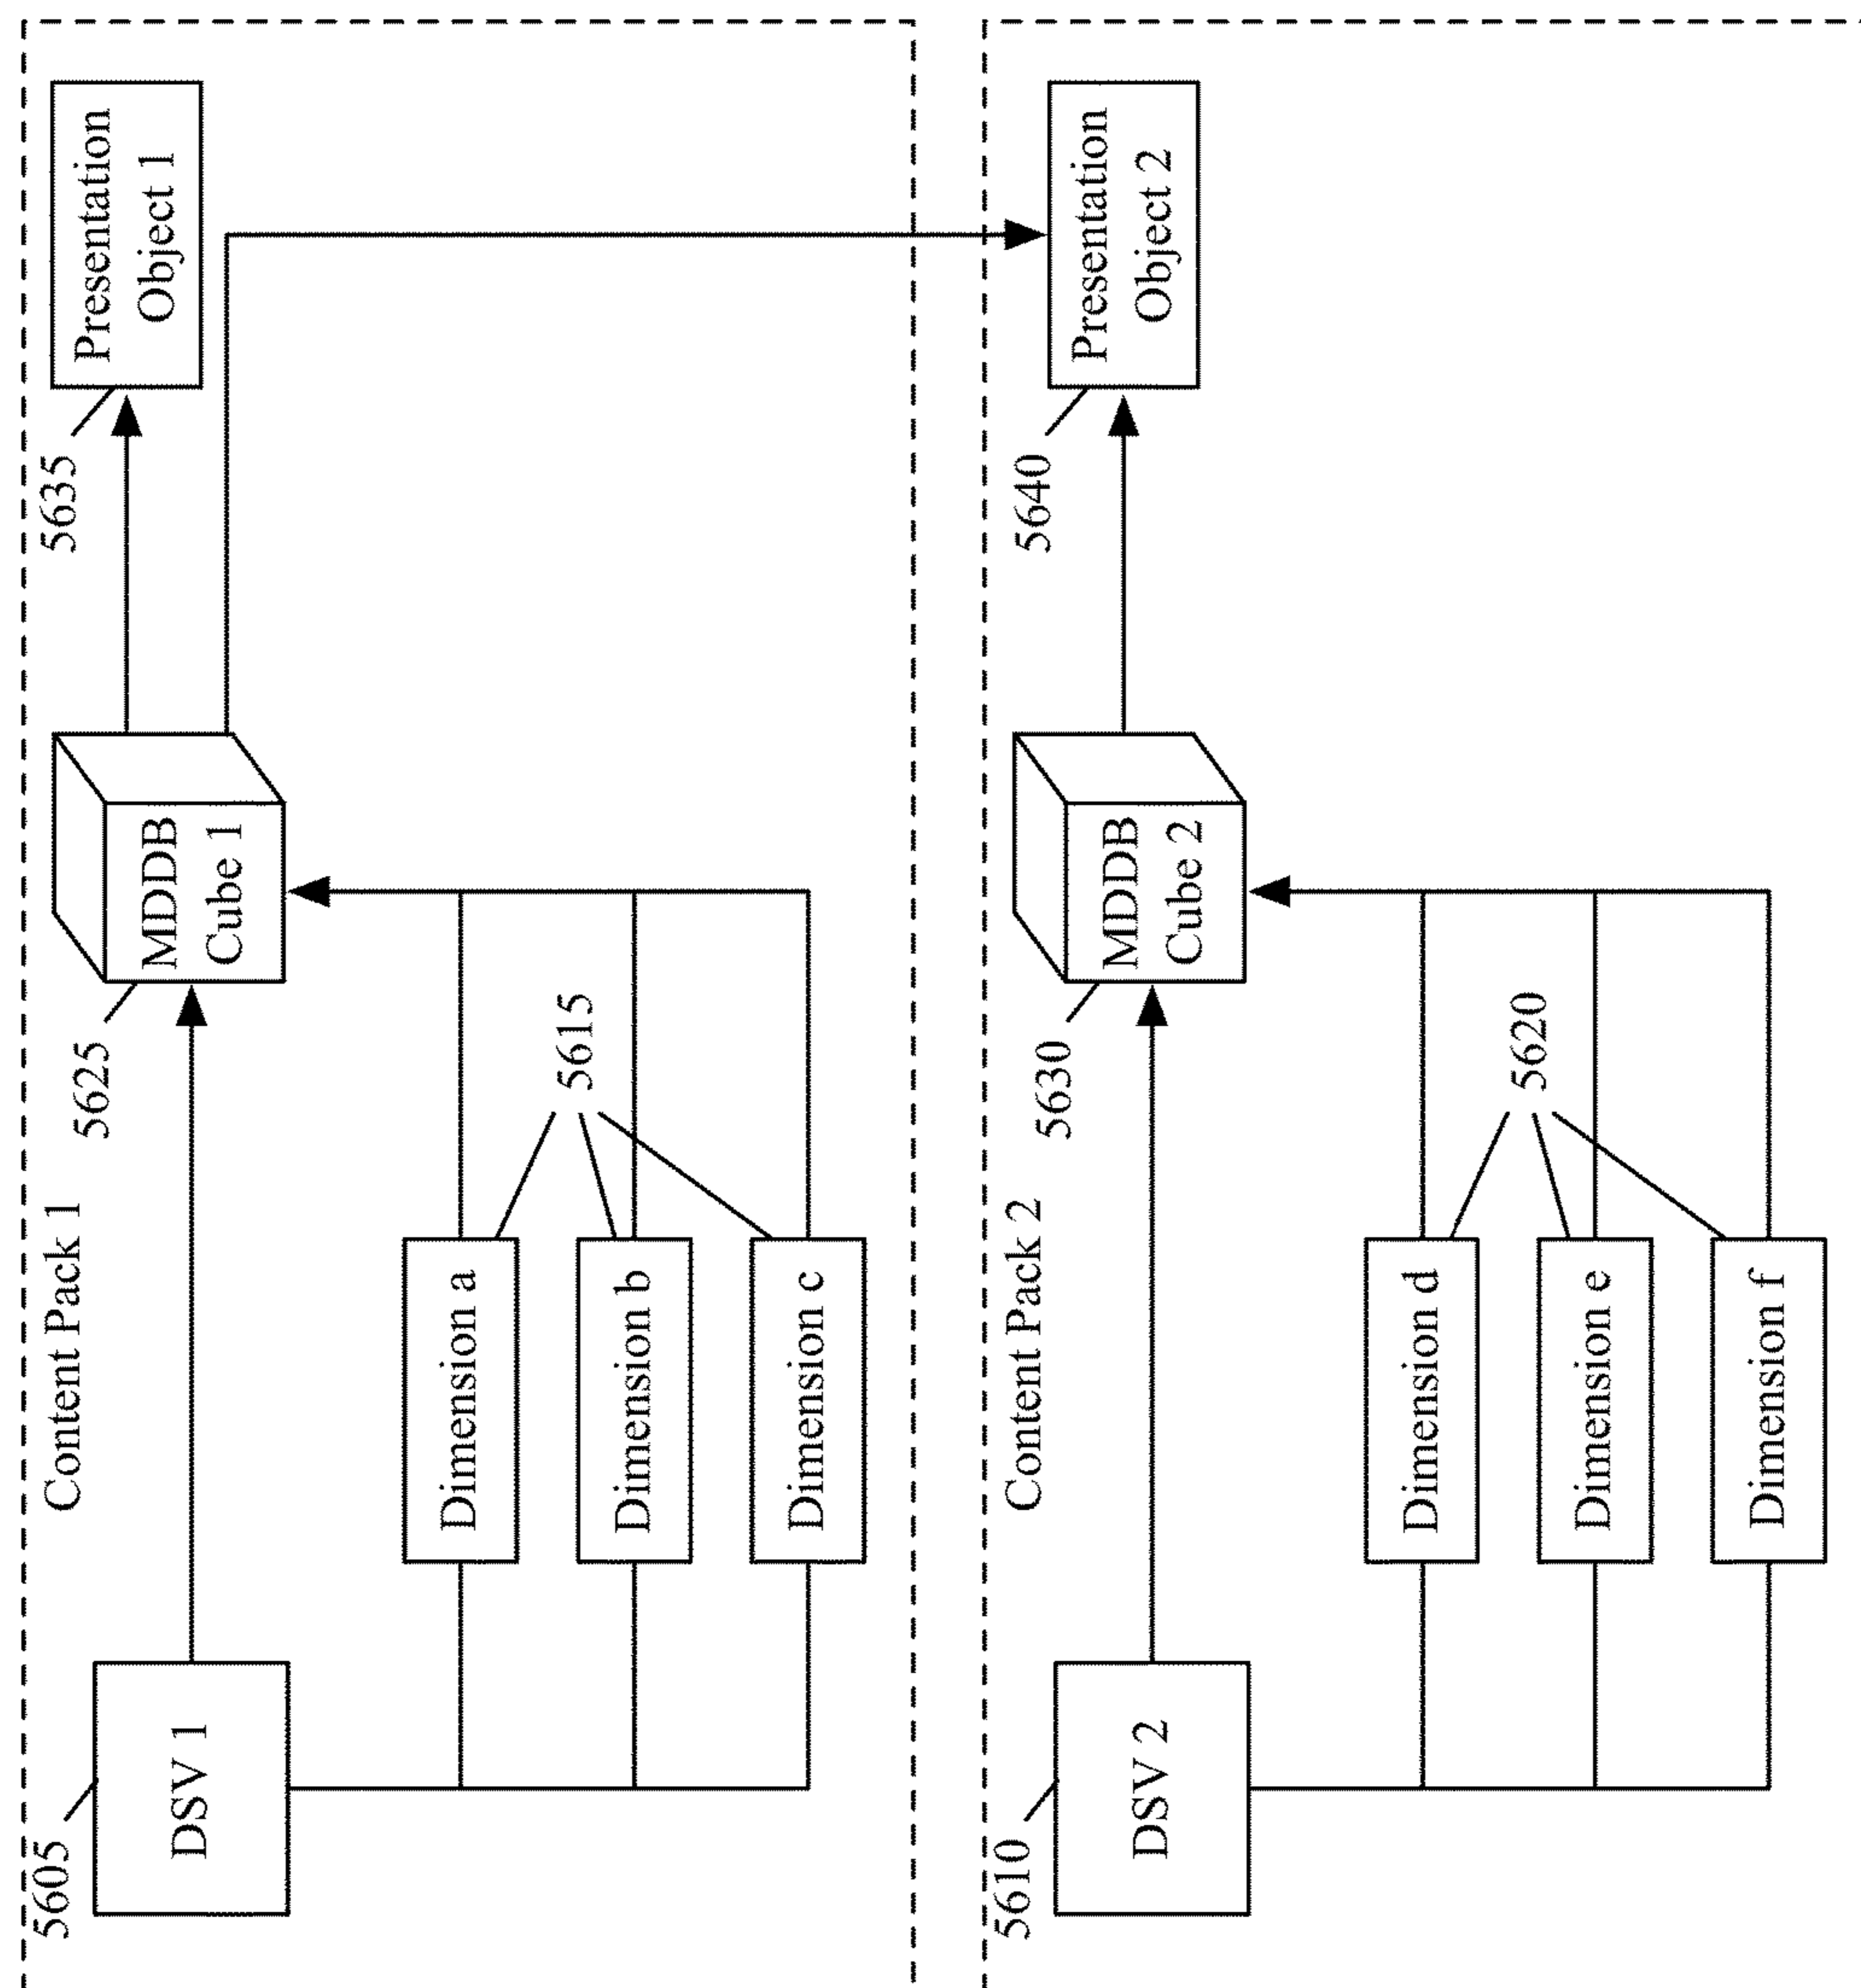 Content Pack 1
5605
DSV 1
Dimension a
Dimension b
Dimension c
5615
5625
MDDB
Cube 1
5635
Presentation
Object 1
Content Pack 2
5610
DSV 2
Dimension d
Dimension e
Dimension f
5620
5630
MDDB
Cube 2
5640
Presentation
Object 2